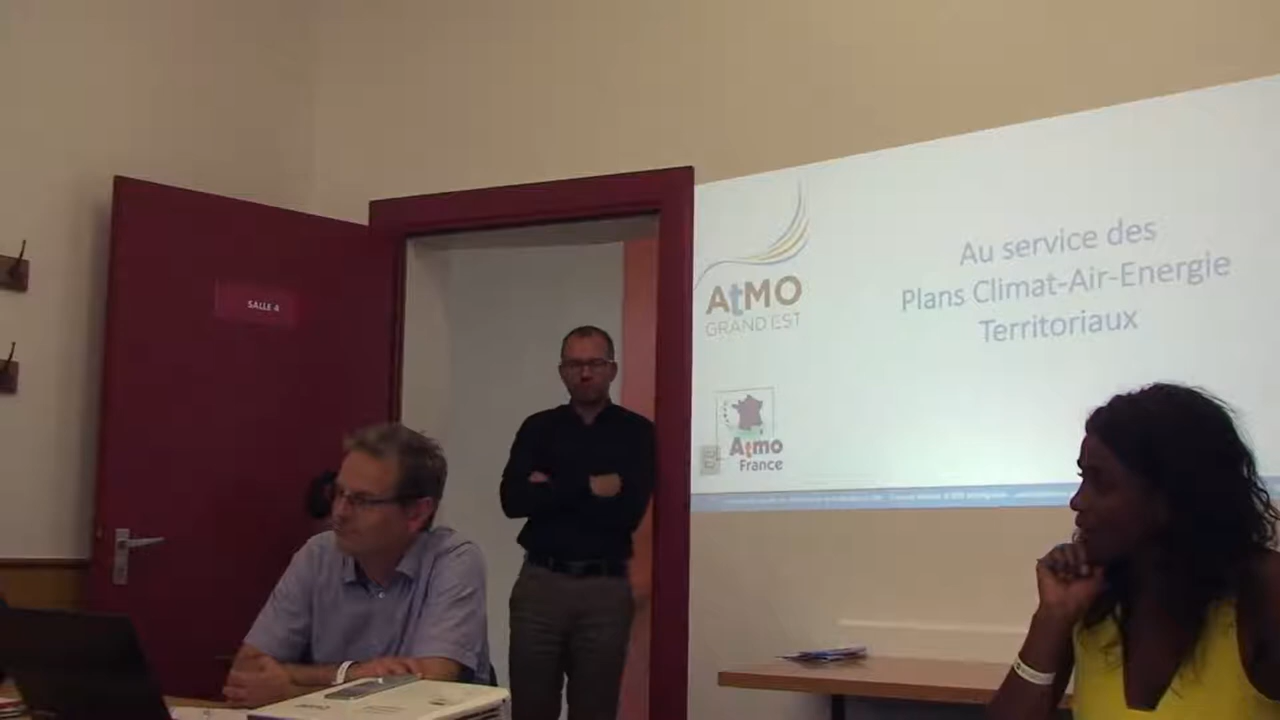 SALLE 4
AtMO
GRAND EST
Au service des
Plans Climat-Air-Energie
Territoriaux
Atmo
France